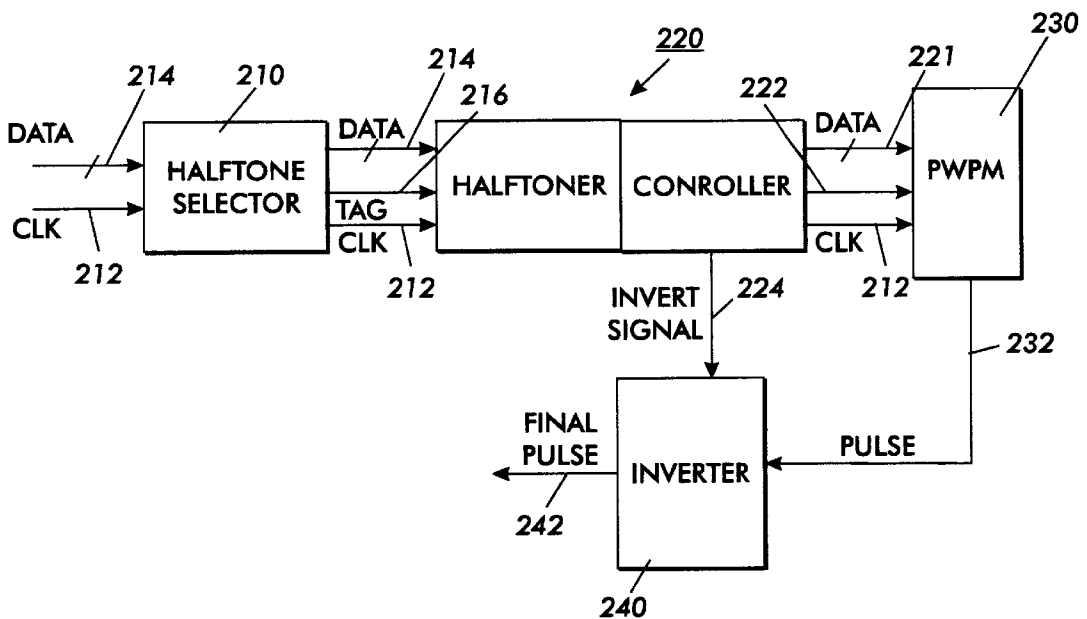 220
230
214
210
214
216
222
221
DATA
DATA
DATA
HALFTONE
SELECTOR
HALFTONER
CONROLLER
PWPM
TAG
CLK
CLK
CLK
212
212
212
INVERT
SIGNAL
224
232
FINAL
PULSE
INVERTER
PULSE
242
240